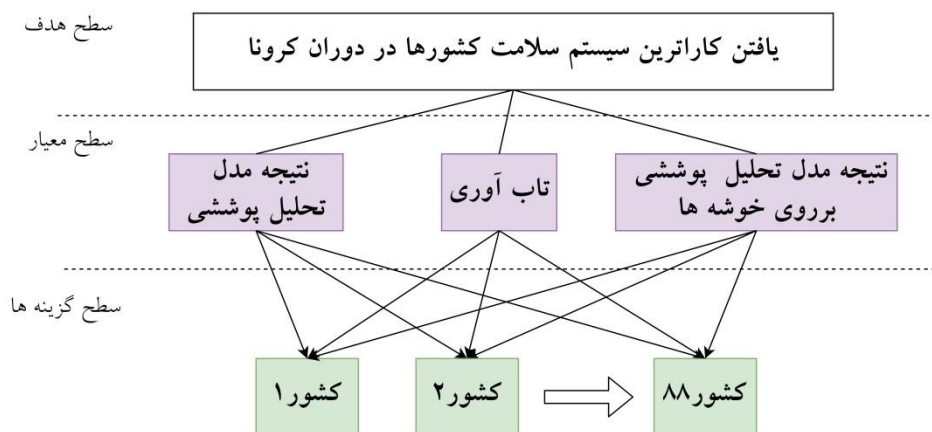 سطح هدف
یافتن کاراترین سیستم سلامت کشورها در دوران کرونا
سطح معیار
نتیجه مدل تحلیل پوششی
برروی خوشه ها
تاب آوری
نتیجه مدل
تحلیل پوششی
سطح گزینه ها
کشور۱
کشور۲
کشور۸۸